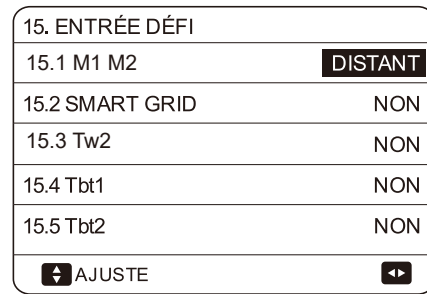 15. ENTRÉE DÉFI
15.1 M1 M2 DISTANT
15.2 SMART GRID NON
15.3 Tw2 NON
15.4 Tbt1 NON
15.5 Tbt2 NON
AJUSTE